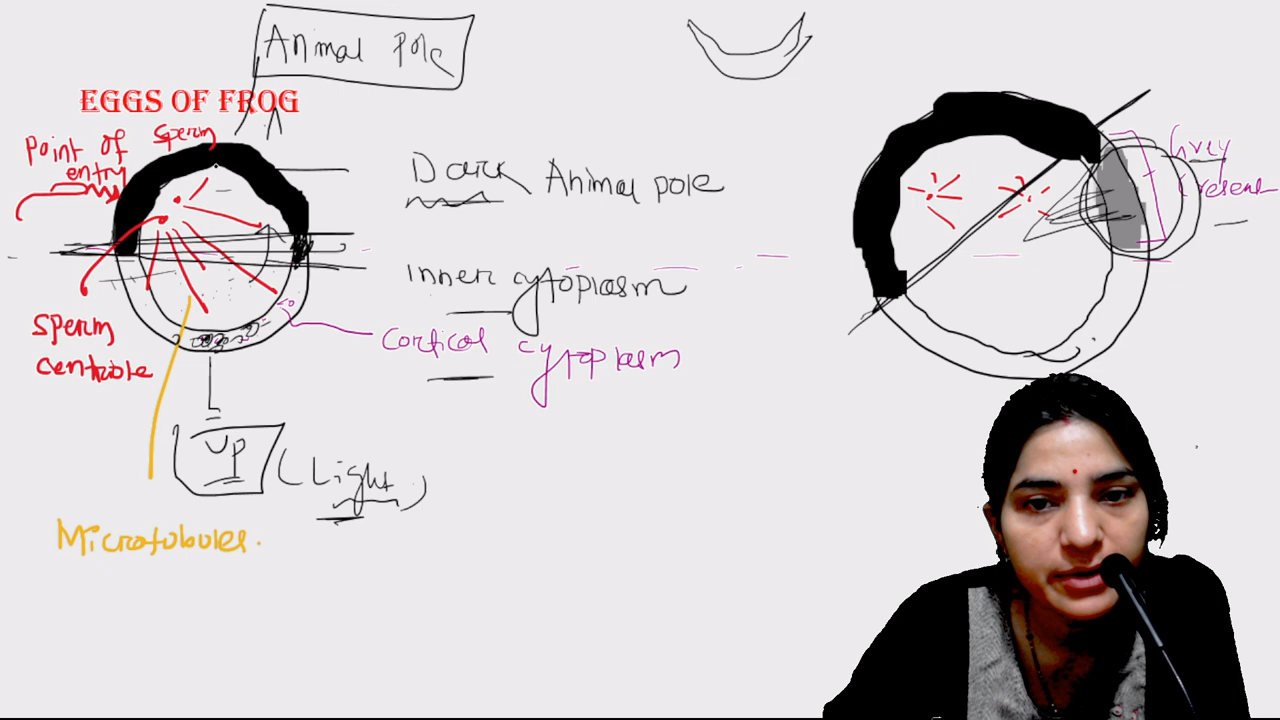 Animal Pole
EGGS OF FROG
Point of sperm
entry
Dark Animal pole
Grey
Cresent
Inner cytoplasm
Cortical cytoplasm
Sperm
centriole
VP (Light)
Microtubules.